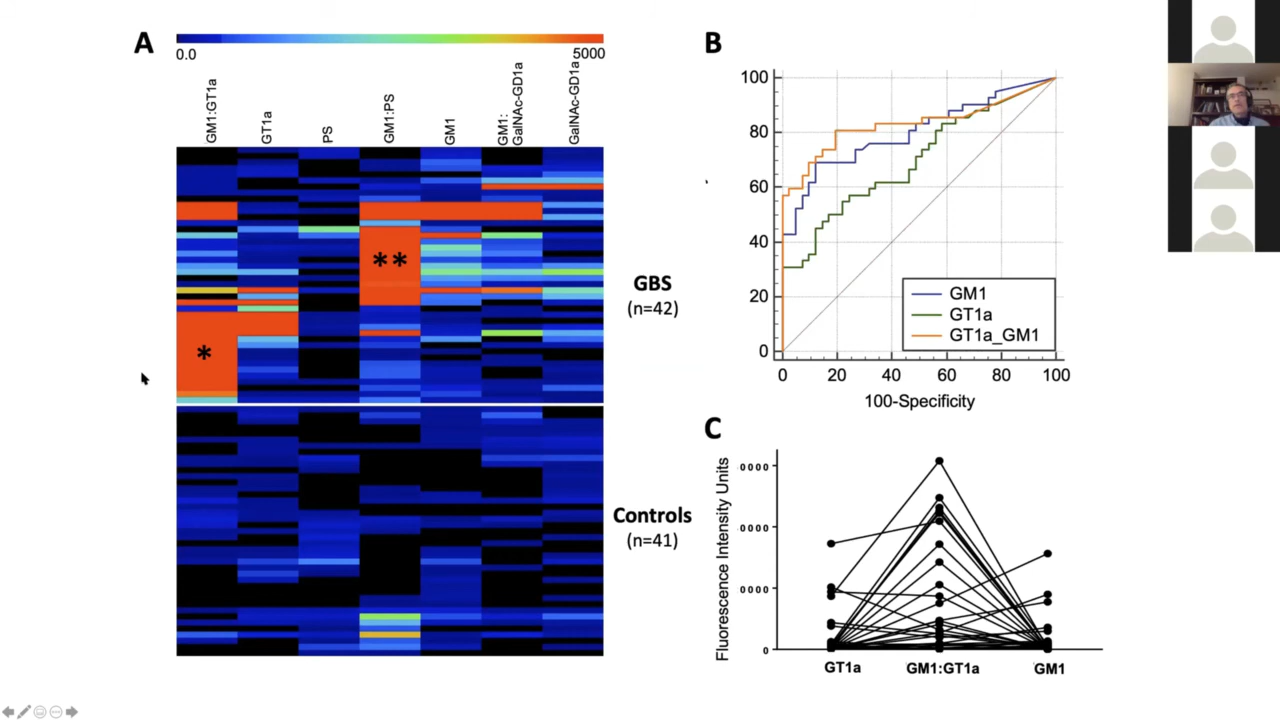 A
0.0
5000
GM1:GT1a
GT1a
PS
GM1:PS
GM1
GM1:
GalNAc-GD1a
GalNAc-GD1a
**
*
GBS
(n=42)
Controls
(n=41)
B
100
80
60
40
20
0
GM1
GT1a
GT1a_GM1
0
20
40
60
80
100
100-Specificity
C
Fluorescence Intensity Units
0
GT1a
GM1:GT1a
GM1